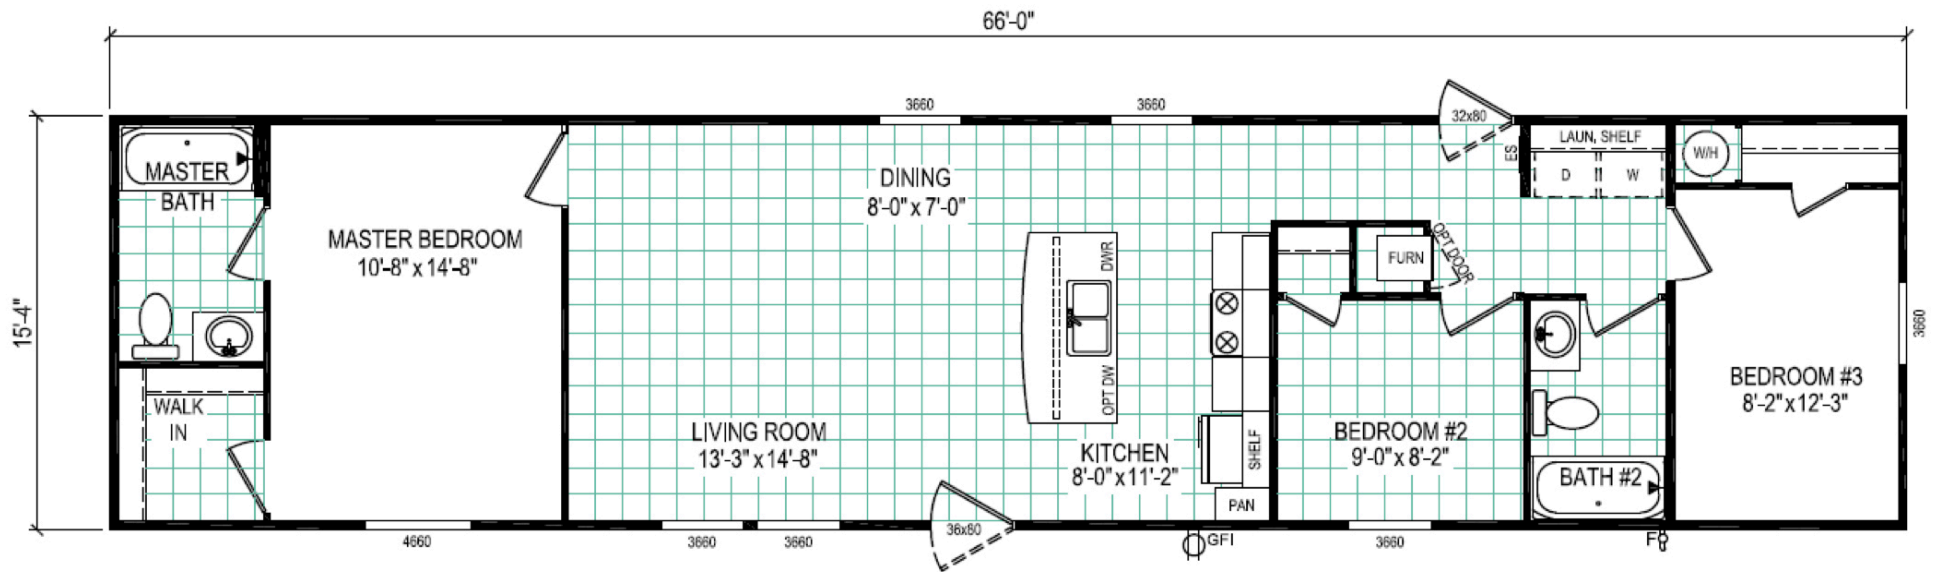 66'-0"
3660
3660
32x80
15'-4"
MASTER
BATH
MASTER BEDROOM
10'-8" x 14'-8"
WALK
IN
DINING
8'-0" x 7'-0"
LIVING ROOM
13'-3" x 14'-8"
DWR
OPT DW
KITCHEN
8'-0" x 11'-2"
SHELF
PAN
FURN
OPT DOOR
ES
LAUN, SHELF
D
W
W/H
BEDROOM #2
9'-0" x 8'-2"
BATH #2
BEDROOM #3
8'-2" x 12'-3"
3660
4660
3660
3660
36x80
GFI
3660
F